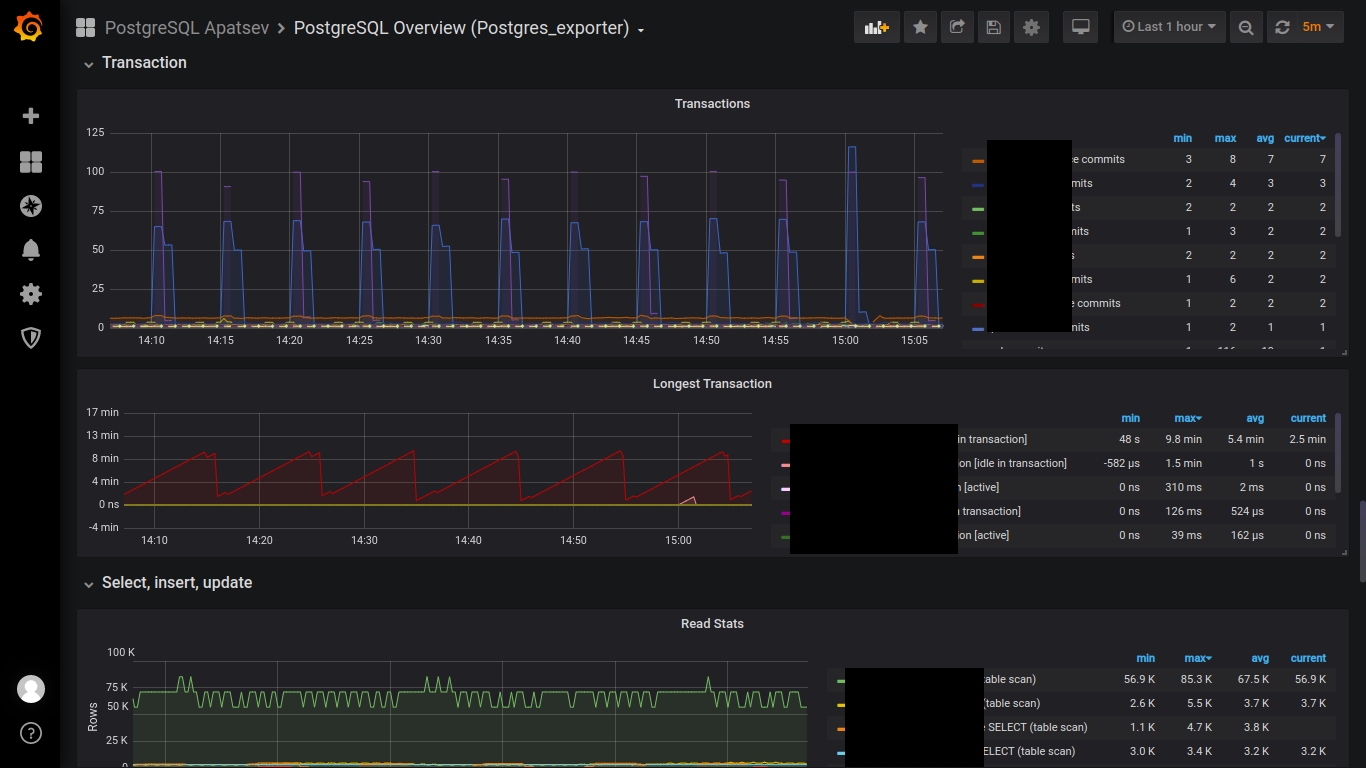 PostgreSQL Apatsev > PostgreSQL Overview (Postgres_exporter)
Last 1 hour
5m
Transaction
Transactions
125
100
75
50
25
0
14:10 14:15 14:20 14:25 14:30 14:35 14:40 14:45 14:50 14:55 15:00 15:05
min max avg current
commits 3 8 7 7
mits 2 4 3 3
ts 2 2 2 2
mits 1 3 2 2
s 2 2 2 2
mits 1 6 2 2
commits 1 2 2 2
mits 1 2 1 1
Longest Transaction
17 min
13 min
8 min
4 min
0 ns
-4 min
14:10 14:20 14:30 14:40 14:50 15:00
min max avg current
in transaction] 48 s 9.8 min 5.4 min 2.5 min
on [idle in transaction] -582 µs 1.5 min 1 s 0 ns
[active] 0 ns 310 ms 2 ms 0 ns
transaction] 0 ns 126 ms 524 µs 0 ns
on [active] 0 ns 39 ms 162 µs 0 ns
Select, insert, update
Read Stats
Rows
100 K
75 K
50 K
25 K
0
min max avg current
table scan) 56.9 K 85.3 K 67.5 K 56.9 K
(table scan) 2.6 K 5.5 K 3.7 K 3.7 K
SELECT (table scan) 1.1 K 4.7 K 3.8 K
ELECT (table scan) 3.0 K 3.4 K 3.2 K 3.2 K